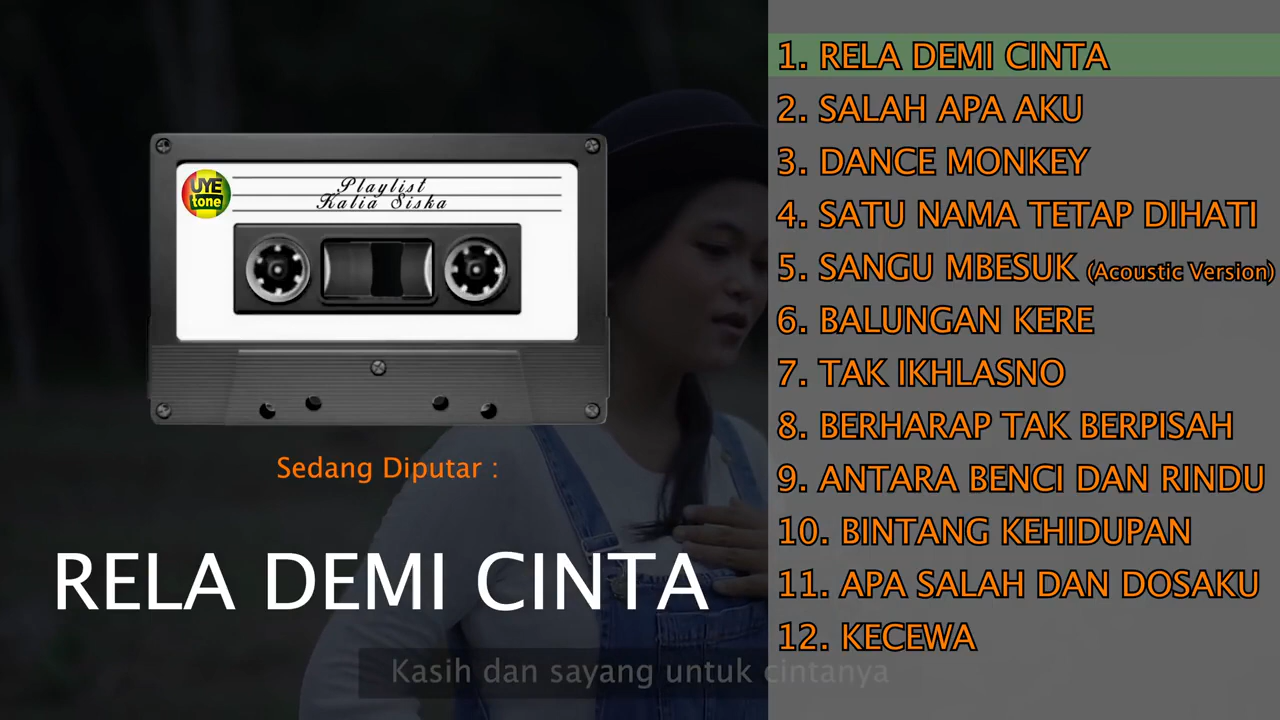 UYE
tone
Playlist
Kalia Siska
Sedang Diputar :
RELA DEMI CINTA
Kasih dan sayang untuk cintanya
1. RELA DEMI CINTA
2. SALAH APA AKU
3. DANCE MONKEY
4. SATU NAMA TETAP DIHATI
5. SANGU MBESUK (Acoustic Version)
6. BALUNGAN KERE
7. TAK IKHLASNO
8. BERHARAP TAK BERPISAH
9. ANTARA BENCI DAN RINDU
10. BINTANG KEHIDUPAN
11. APA SALAH DAN DOSAKU
12. KECEWA